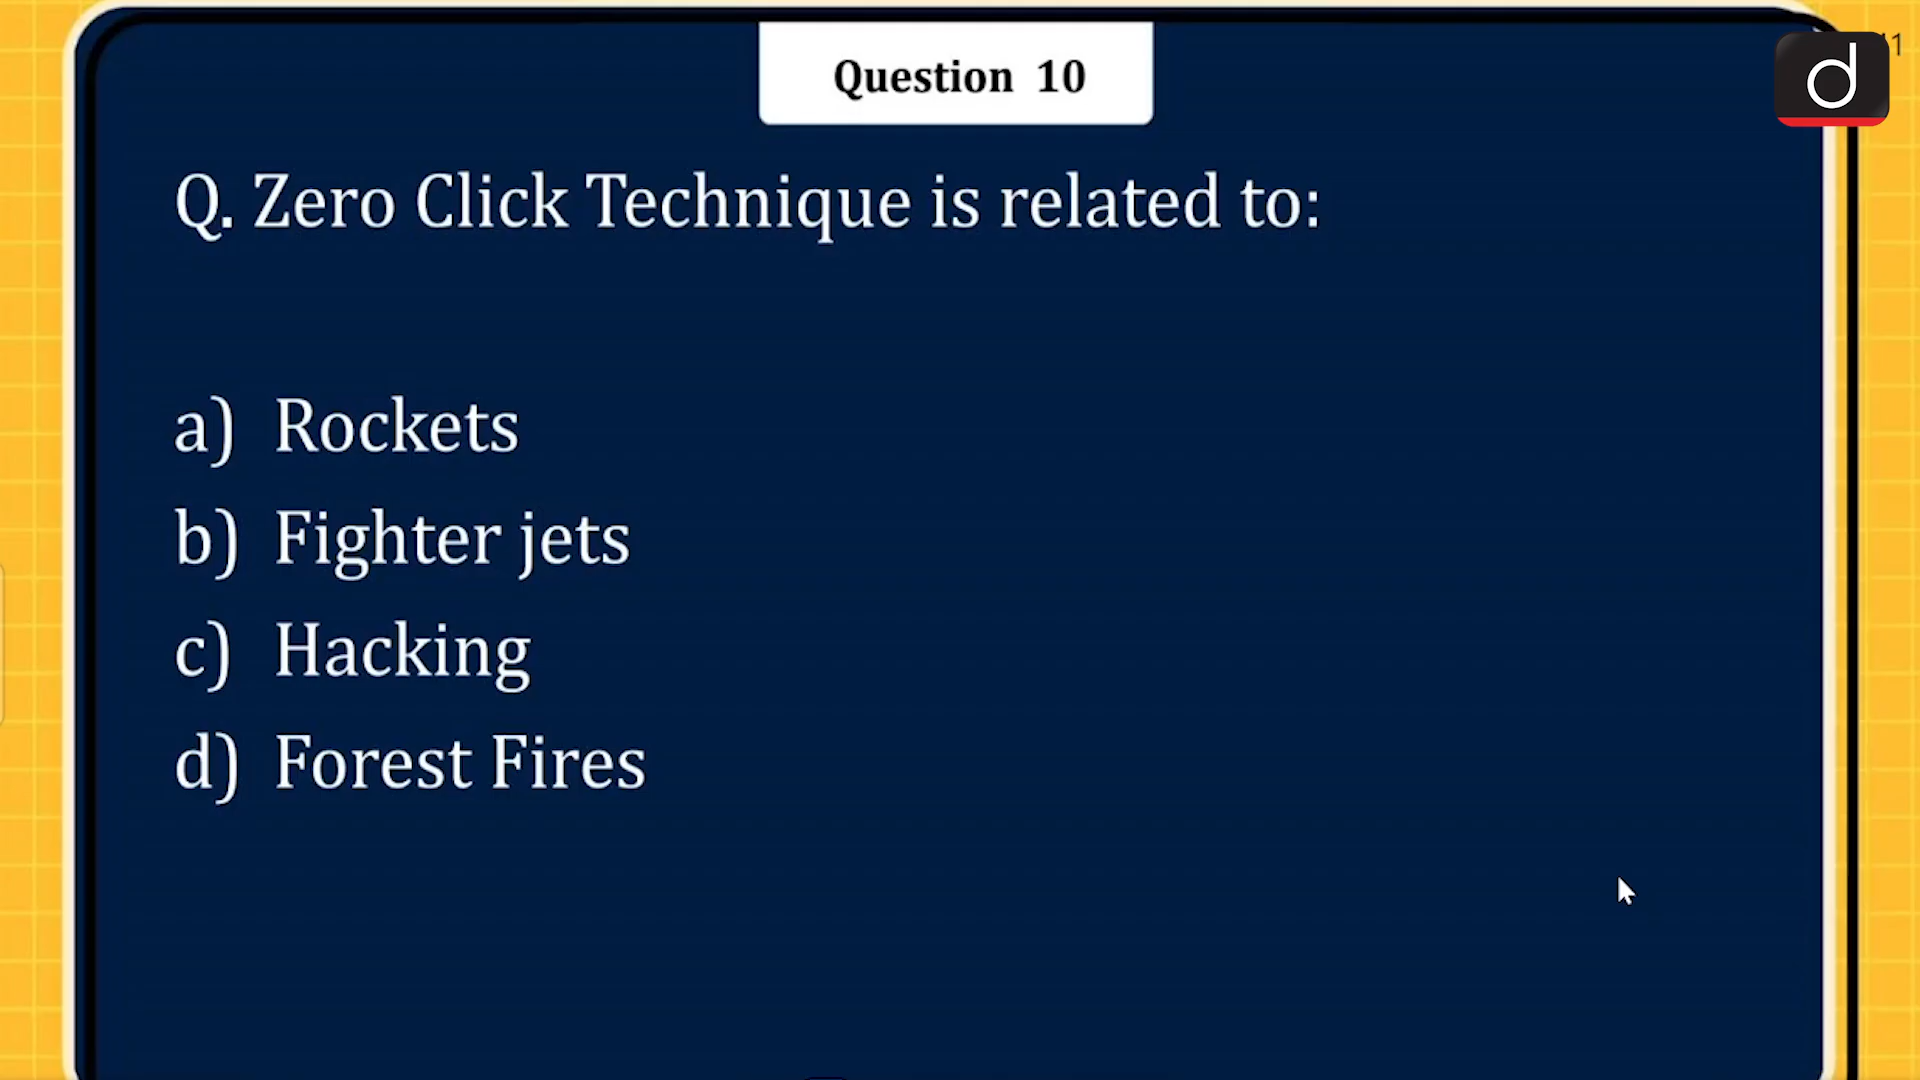 Question 10
Q. Zero Click Technique is related to:
a) Rockets
b) Fighter jets
c) Hacking
d) Forest Fires
d